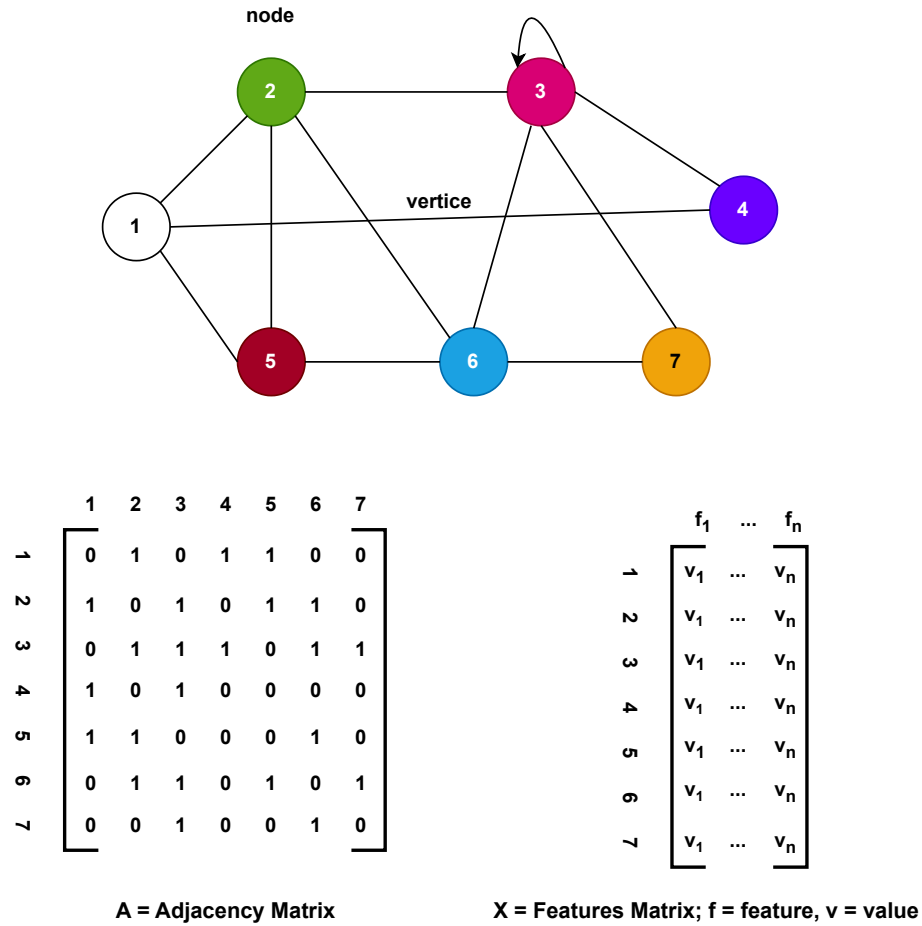 node
2 3
vertice
4
1
5 6 7
1 2 3 4 5 6 7
1 0 1 0 1 1 0 0
2 1 0 1 0 1 1 0
3 0 1 1 1 0 1 1
4 1 0 1 0 0 0 0
5 1 1 0 0 0 1 0
6 0 1 1 0 1 0 1
7 0 0 1 0 0 1 0
A = Adjacency Matrix
f1 ... fn
1 v1 ... vn
2 v1 ... vn
3 v1 ... vn
4 v1 ... vn
5 v1 ... vn
6 v1 ... vn
7 v1 ... vn
X = Features Matrix; f = feature, v = value